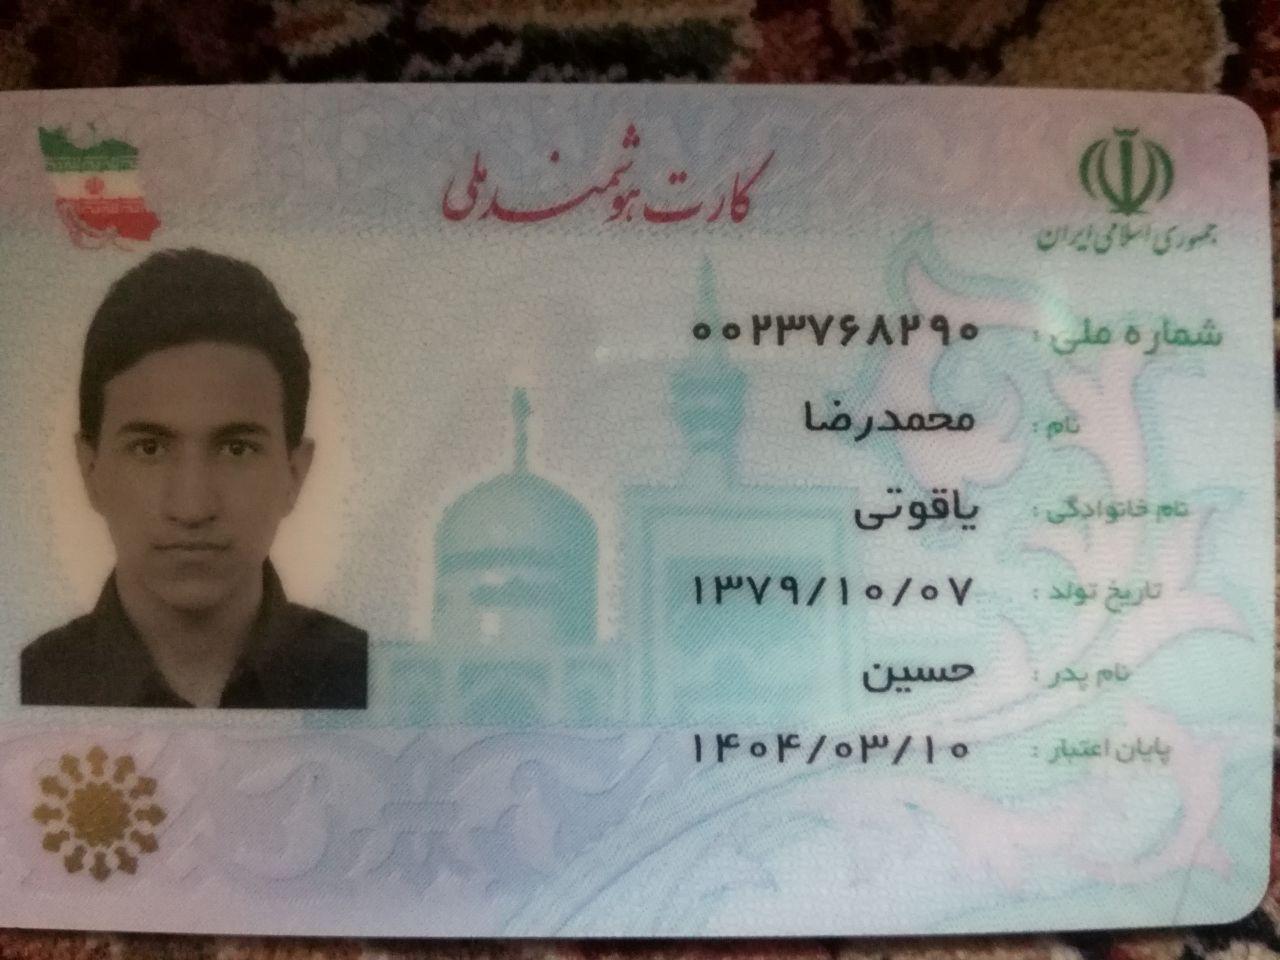 کارت هوشمند ملی
جمهوری اسلامی ایران
شماره ملی : ۰۰۲۳۷۶۸۲۹۰
نام : محمدرضا
نام خانوادگی : یاقوتی
تاریخ تولد : ۱۳۷۹/۱۰/۰۷
نام پدر : حسین
پایان اعتبار : ۱۴۰۴/۰۳/۱۰